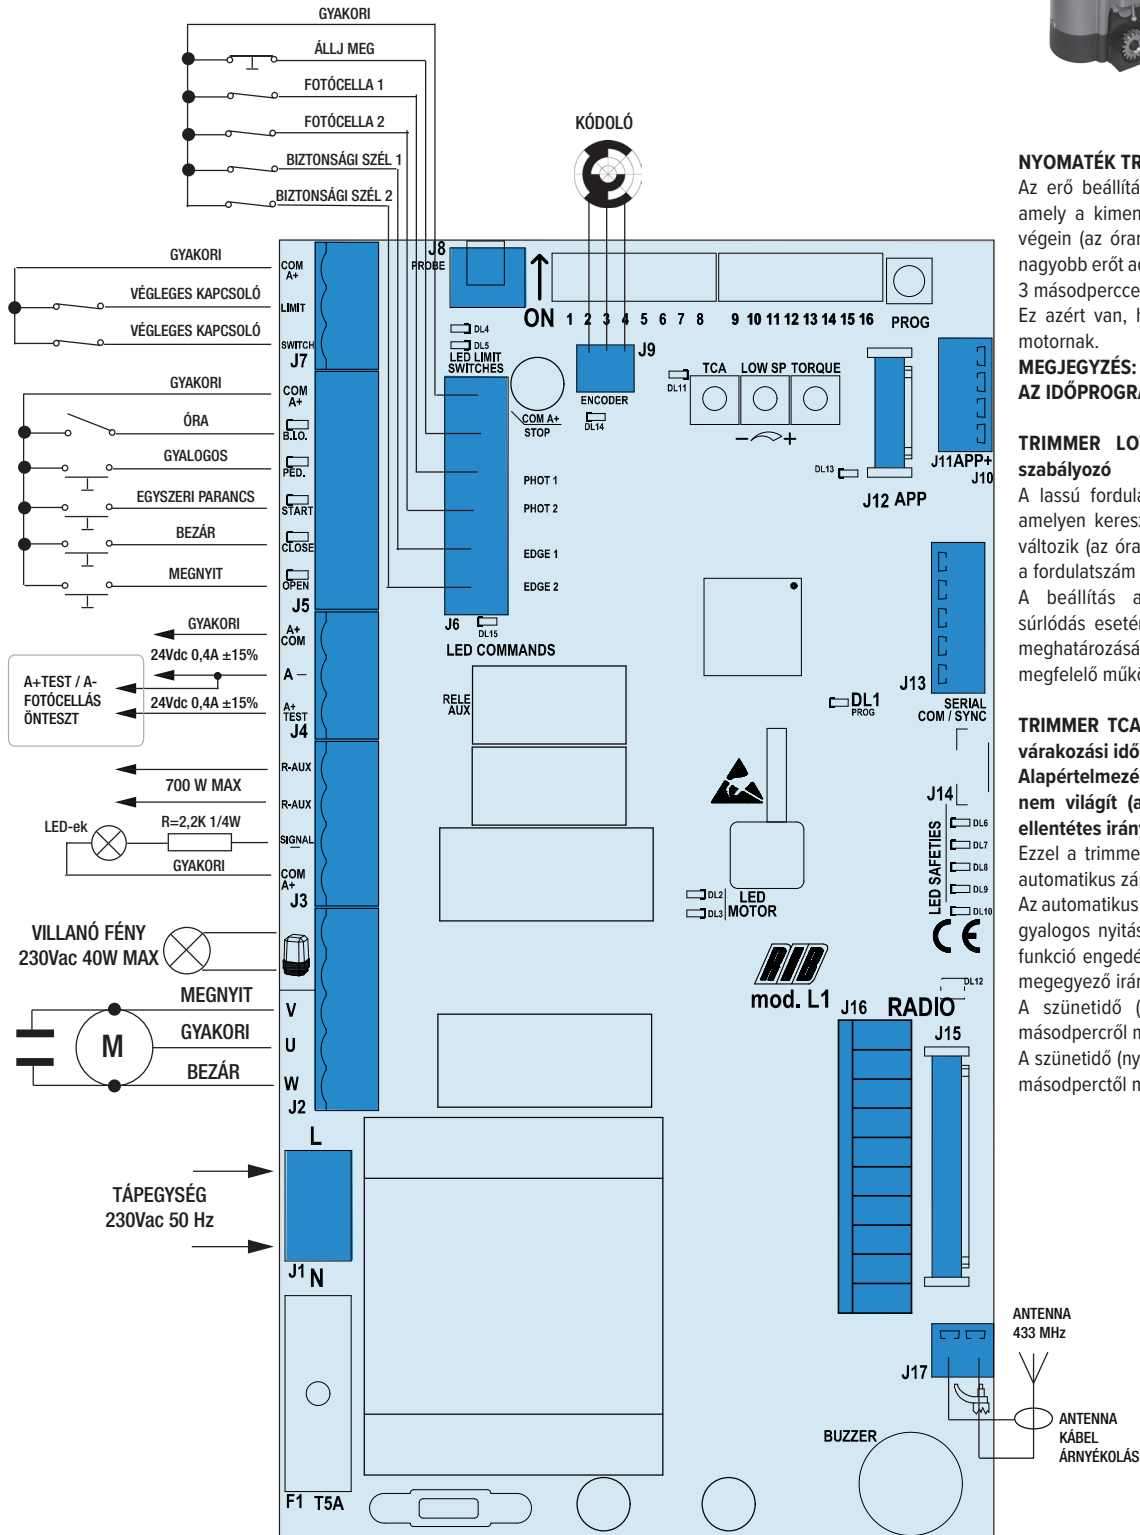 GYAKORI
ÁLLJ MEG
FOTÓCELLA 1
FOTÓCELLA 2
BIZTONSÁGI SZÉL 1
BIZTONSÁGI SZÉL 2
KÓDOLÓ
GYAKORI
VÉGLEGES KAPCSOLÓ
VÉGLEGES KAPCSOLÓ
GYAKORI
ÓRA
GYALOGOS
EGYSZERI PARANCS
BEZÁR
MEGNYIT
GYAKORI
24Vdc 0,4A ±15%
A+TEST / A-
FOTÓCELLÁS
ÖNTESZT
24Vdc 0,4A ±15%
700 W MAX
LED-ek
R=2,2K 1/4W
GYAKORI
VILLANÓ FÉNY
230Vac 40W MAX
MEGNYIT
M
GYAKORI
BEZÁR
TÁPEGYSÉG
230Vac 50 Hz
COM
A+
LIMIT
SWITCH
J7
COM
A+
B.I.O.
PED.
START
CLOSE
OPEN
J5
A+
COM
A –
A+
TEST
J4
R-AUX
R-AUX
SIGNAL
COM
A+
J3
V
U
W
J2
L
J1 N
F1 T5A
J8
PROBE
ON 1 2 3 4 5 6 7 8 9 10 11 12 13 14 15 16
PROG
DL4
DL5
LED LIMIT
SWITCHES
J9
ENCODER
DL14
COM A+
STOP
PHOT 1
PHOT 2
EDGE 1
EDGE 2
J6
DL15
LED COMMANDS
TCA LOW SP TORQUE
DL11
– +
DL13
J12 APP
J11APP+
J10
RELE
AUX
DL1
PROG
J13
SERIAL
COM / SYNC
J14
LED SAFETIES
DL6
DL7
DL8
DL9
DL10
CE
DL2
DL3
LED
MOTOR
RIB
mod. L1
DL12
J16 RADIO
J15
J17
BUZZER
ANTENNA
433 MHz
ANTENNA
KÁBEL
ÁRNYÉKOLÁS
NYOMATÉK TR
Az erő beállítá
amely a kimen
végein (az óran
nagyobb erőt ad
3 másodpercce
Ez azért van, h
motornak.
MEGJEGYZÉS:
AZ IDŐPROGRA
TRIMMER LO
szabályozó
A lassú fordula
amelyen keresz
változik (az óra
a fordulatszám
A beállítás a
súrlódás esetér
meghatározásá
megfelelő műkö
TRIMMER TCA
várakozási idő
Alapértelmezé
nem világít (a
ellentétes irány
Ezzel a trimme
automatikus zá
Az automatikus
gyalogos nyitás
funkció engedé
megegyező irán
A szünetidő (
másodpercről n
A szünetidő (ny
másodperctől n